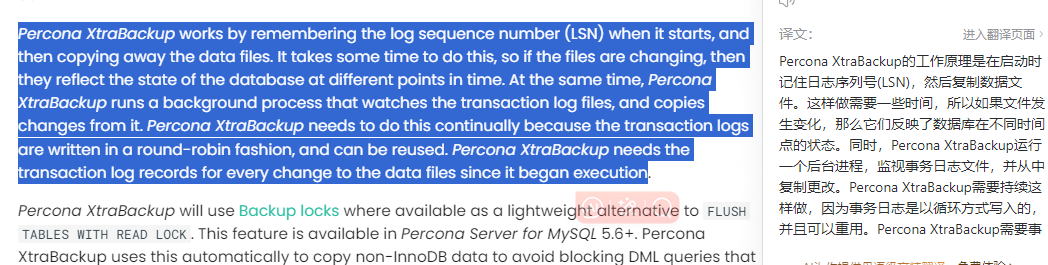 Percona XtraBackup works by remembering the log sequence number (LSN) when it starts, and
then copying away the data files. It takes some time to do this, so if the files are changing, then
they reflect the state of the database at different points in time. At the same time, Percona
XtraBackup runs a background process that watches the transaction log files, and copies
changes from it. Percona XtraBackup needs to do this continually because the transaction logs
are written in a round-robin fashion, and can be reused. Percona XtraBackup needs the
transaction log records for every change to the data files since it began execution.
Percona XtraBackup will use Backup locks where available as a lightweight alternative to FLUSH
TABLES WITH READ LOCK. This feature is available in Percona Server for MySQL 5.6+. Percona
XtraBackup uses this automatically to copy non-InnoDB data to avoid blocking DML queries that
译文：
进入翻译页面 >
Percona XtraBackup的工作原理是在启动时
记住日志序列号(LSN)，然后复制数据文
件。这样做需要一些时间，所以如果文件发
生变化，那么它们反映了数据库在不同时间
点的状态。同时，Percona XtraBackup运行
一个后台进程，监视事务日志文件，并从中
复制更改。Percona XtraBackup需要持续这
样做，因为事务日志是以循环方式写入的，
并且可以重用。Percona XtraBackup需要事